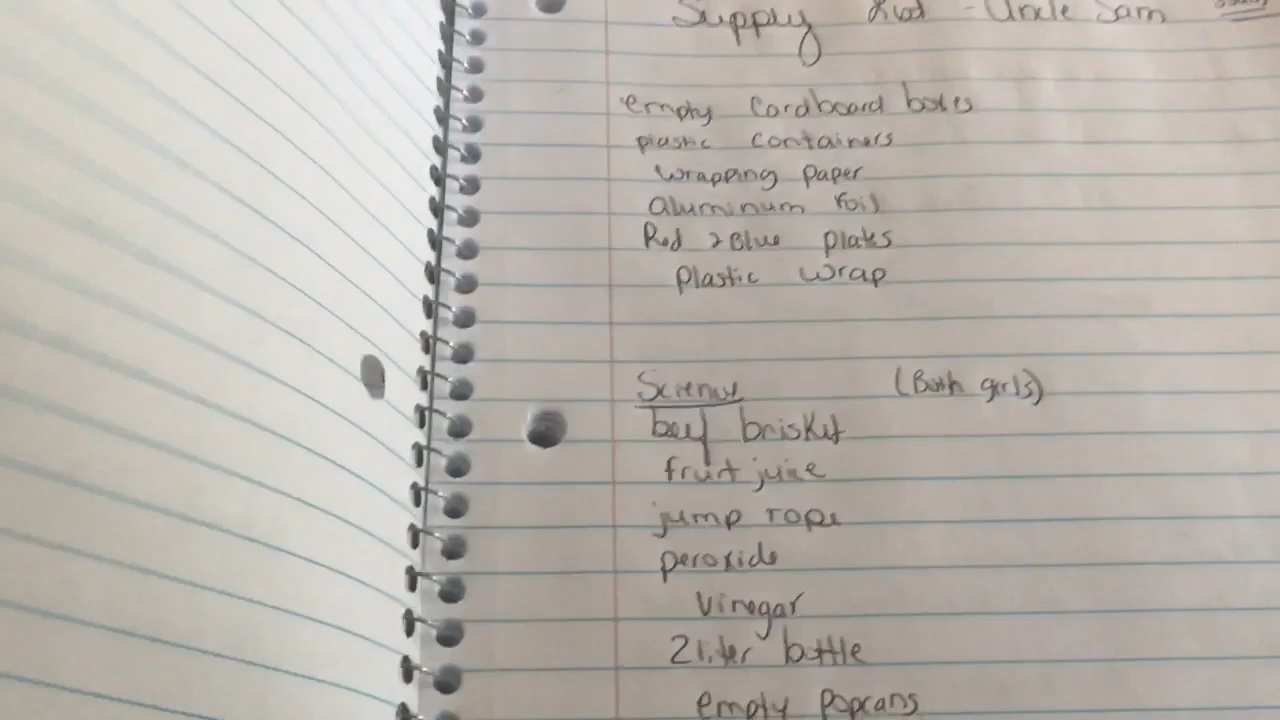 Supply List - Uncle Sam
empty cardboard boxes
plastic containers
wrapping paper
aluminum foil
Red & Blue plates
plastic wrap
Science (Both girls)
beef brisket
fruit juice
jump rope
peroxide
vinegar
2 liter bottle
empty popcans